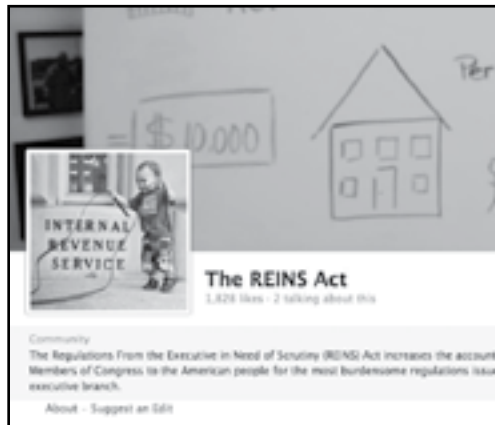 = $10.000
Per
INTERNAL
REVENUE
SERVICE
The REINS Act
1,828 likes · 2 talking about this
Community
The Regulations From the Executive in Need of Scrutiny (REINS) Act increases the account
Members of Congress to the American people for the most burdensome regulations issu
executive branch.
About - Suggest an Edit